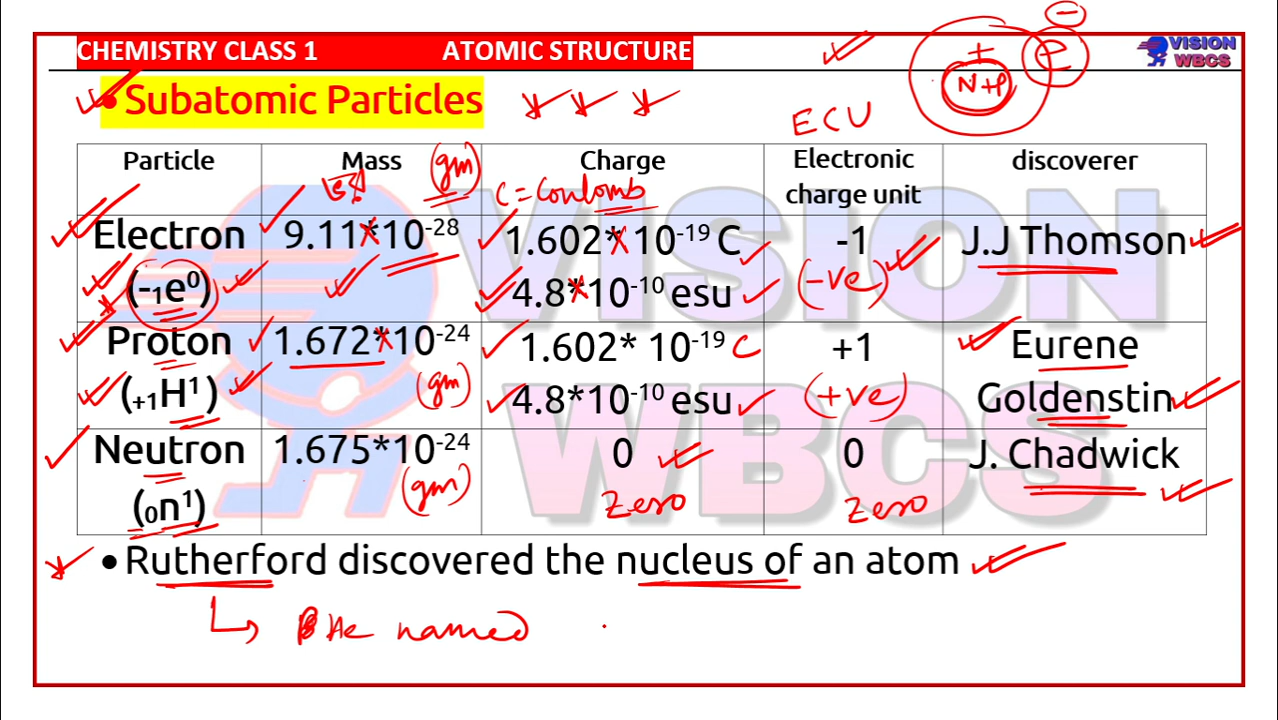 CHEMISTRY CLASS 1 ATOMIC STRUCTURE
VISION
WBCS
• Subatomic Particles
+
N+P
e
−
ECU
Particle Mass (gm) Charge Electronic charge unit discoverer
C = Coulomb
Electron 9.11*10⁻²⁸ 1.602* 10⁻¹⁹ C -1 J.J Thomson
(₋₁e⁰) 4.8*10⁻¹⁰ esu (-ve)
Proton 1.672*10⁻²⁴ 1.602* 10⁻¹⁹ C +1 Eurene
(₊₁H¹) (gm) 4.8*10⁻¹⁰ esu (+ve) Goldenstin
Neutron 1.675*10⁻²⁴ 0 0 J. Chadwick
(₀n¹) (gm) Zero Zero
• Rutherford discovered the nucleus of an atom
He named
VISION
WBCS